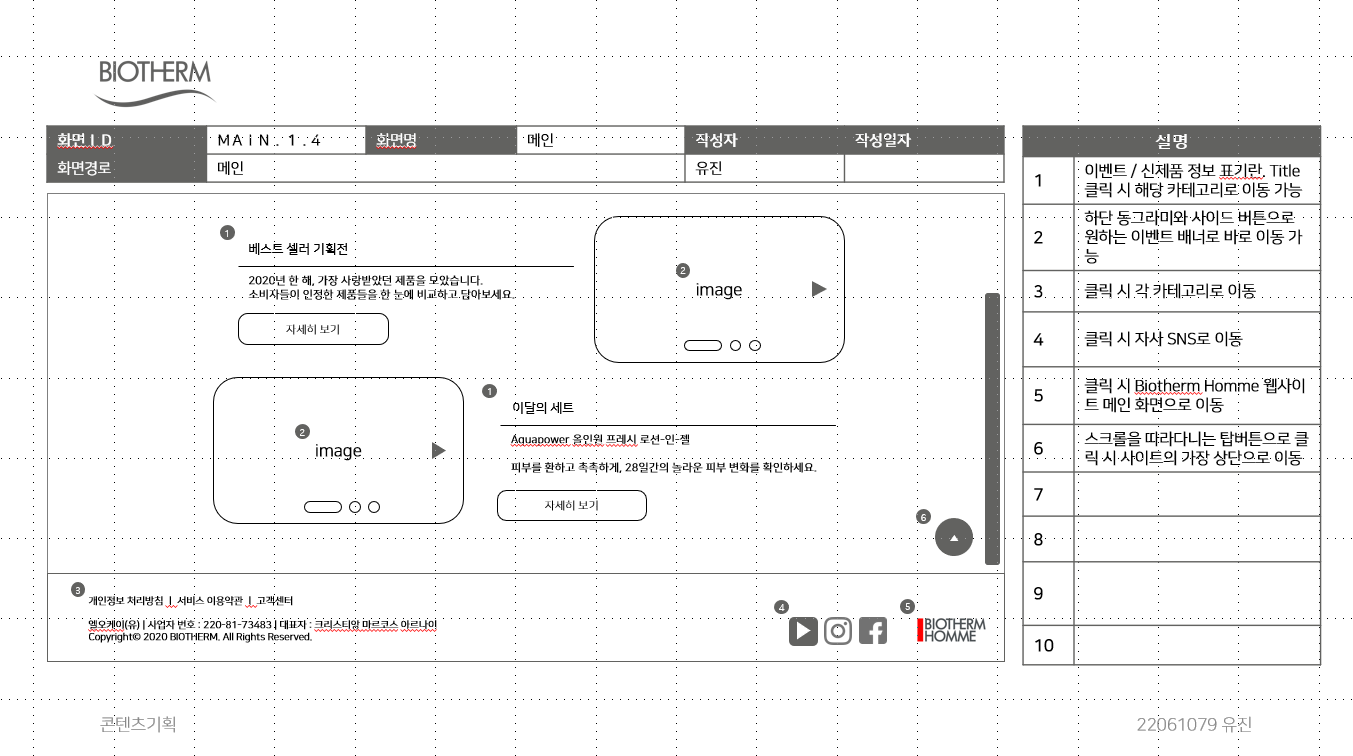 BIOTHERM
화면ID MAiN.1.4 화면명 메인 작성자 작성일자
화면경로 메인 유진
1
베스트 셀러 기획전
2020년 한 해, 가장 사랑받았던 제품을 모았습니다.
소비자들이 인정한 제품들을 한 눈에 비교하고 담아보세요.
자세히 보기
2
image
2
image
1
이달의 세트
Aquapower 올인원 프레시 로션-인-젤
피부를 환하고 촉촉하게, 28일간의 놀라운 피부 변화를 확인하세요.
자세히 보기
6
3
개인정보 처리방침 | 서비스 이용약관 | 고객센터
엘오케이(유) | 사업자 번호 : 220-81-73483 | 대표자 : 크리스티앙 마르코스 아르나이
Copyright© 2020 BIOTHERM. All Rights Reserved.
4
5
BIOTHERM
HOMME
설명
1 이벤트 / 신제품 정보 표기란. Title
클릭 시 해당 카테고리로 이동 가능
2 하단 동그라미와 사이드 버튼으로
원하는 이벤트 배너로 바로 이동 가
능
3 클릭 시 각 카테고리로 이동
4 클릭 시 자사 SNS로 이동
5 클릭 시 Biotherm Homme 웹사이
트 메인 화면으로 이동
6 스크롤을 따라다니는 탑버튼으로 클
릭 시 사이트의 가장 상단으로 이동
7
8
9
10
콘텐츠기획
22061079 유진